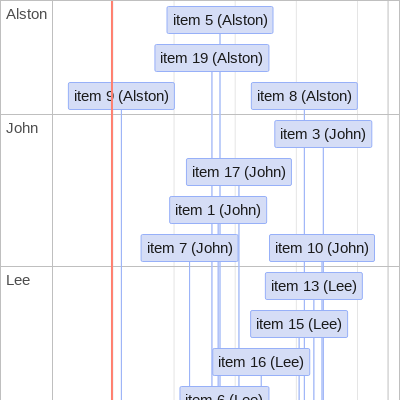 Alston
item 5 (Alston)
item 19 (Alston)
item 9 (Alston)
item 8 (Alston)
John
item 3 (John)
item 17 (John)
item 1 (John)
item 7 (John)
item 10 (John)
Lee
item 13 (Lee)
item 15 (Lee)
item 16 (Lee)
item 6 (Lee)